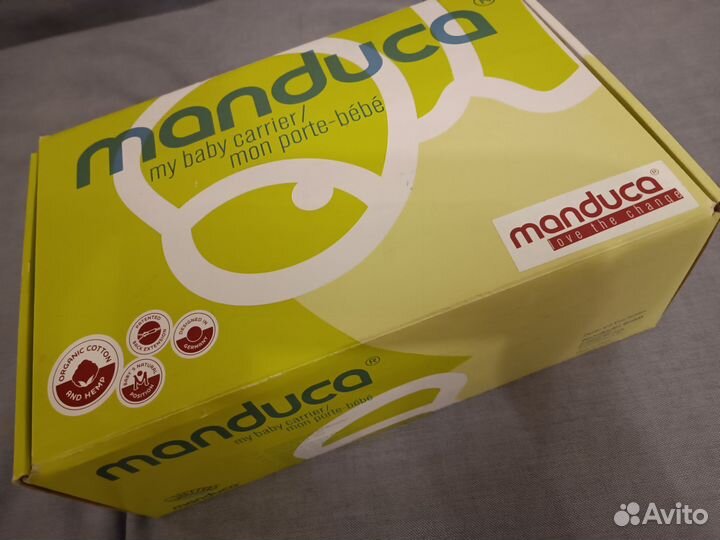 manduca®
my baby carrier/
mon porte-bébé
manduca®
love the change
ORGANIC COTTON
AND HEMP
PATENTED
BACK EXTENSION
DESIGNED IN
GERMANY
BABY'S NATURAL
POSITION
manduca®
my baby carrier/
mon porte-bébé
manduca
Avito